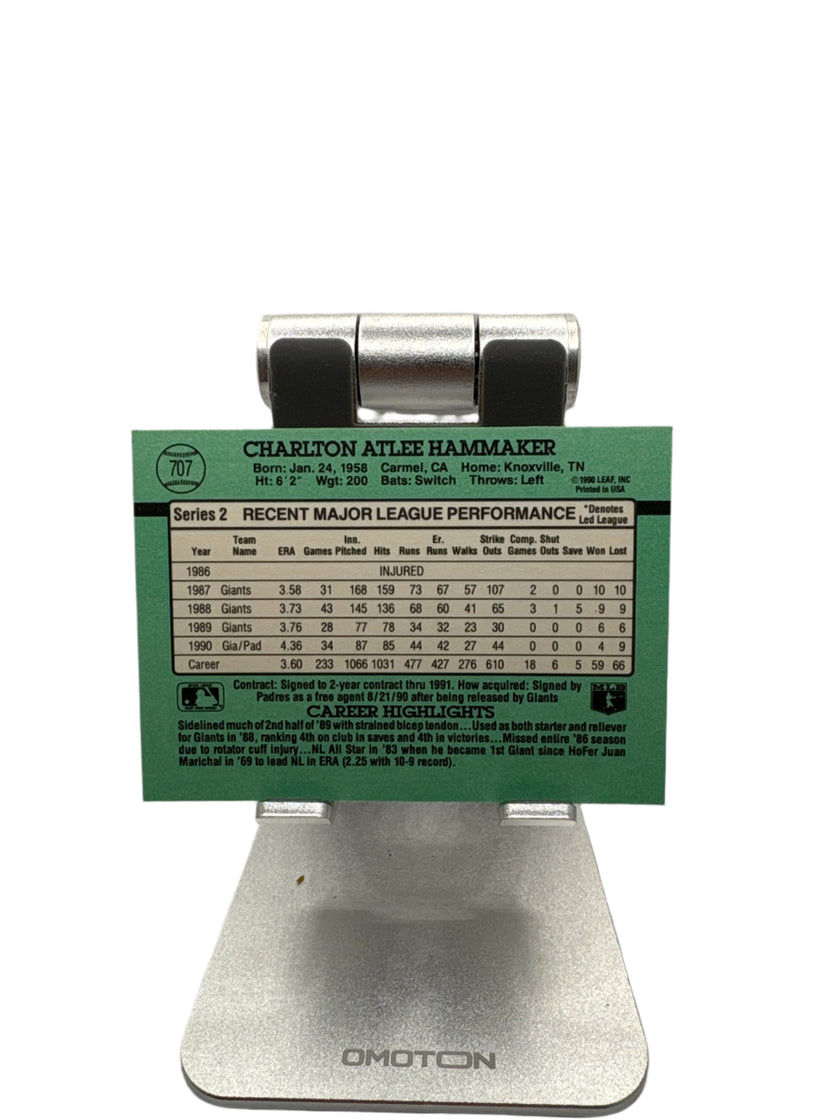 707
CHARLTON ATLEE HAMMAKER
Born: Jan. 24, 1958 Carmel, CA Home: Knoxville, TN
Ht: 6'2" Wgt: 200 Bats: Switch Throws: Left
©1990 LEAF, INC
Printed in USA
Series 2 RECENT MAJOR LEAGUE PERFORMANCE *Denotes Led League
Year Team Name ERA Games Inn. Pitched Hits Runs Er. Runs Walks Strike Outs Comp. Games Shut Outs Save Won Lost
1986 INJURED
1987 Giants 3.58 31 168 159 73 67 57 107 2 0 0 10 10
1988 Giants 3.73 43 145 136 68 60 41 65 3 1 5 .9 9
1989 Giants 3.76 28 77 78 34 32 23 30 0 0 0 6 6
1990 Gia/Pad 4.36 34 87 85 44 42 27 44 0 0 0 4 9
Career 3.60 233 1066 1031 477 427 276 610 18 6 5 59 66
Contract: Signed to 2-year contract thru 1991. How acquired: Signed by
Padres as a free agent 8/21/90 after being released by Giants
MLB
CAREER HIGHLIGHTS
Sidelined much of 2nd half of '89 with strained bicep tendon...Used as both starter and reliever
for Giants in '88, ranking 4th on club in saves and 4th in victories...Missed entire '86 season
due to rotator cuff injury...NL All Star in '83 when he became 1st Giant since HoFer Juan
Marichal in '69 to lead NL in ERA (2.25 with 10-9 record).
OMOTON